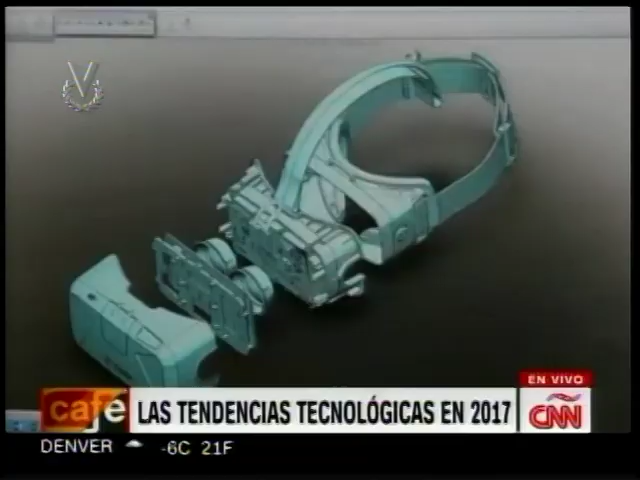 V
EN VIVO
café
LAS TENDENCIAS TECNOLÓGICAS EN 2017
CNN
DENVER -6C 21F